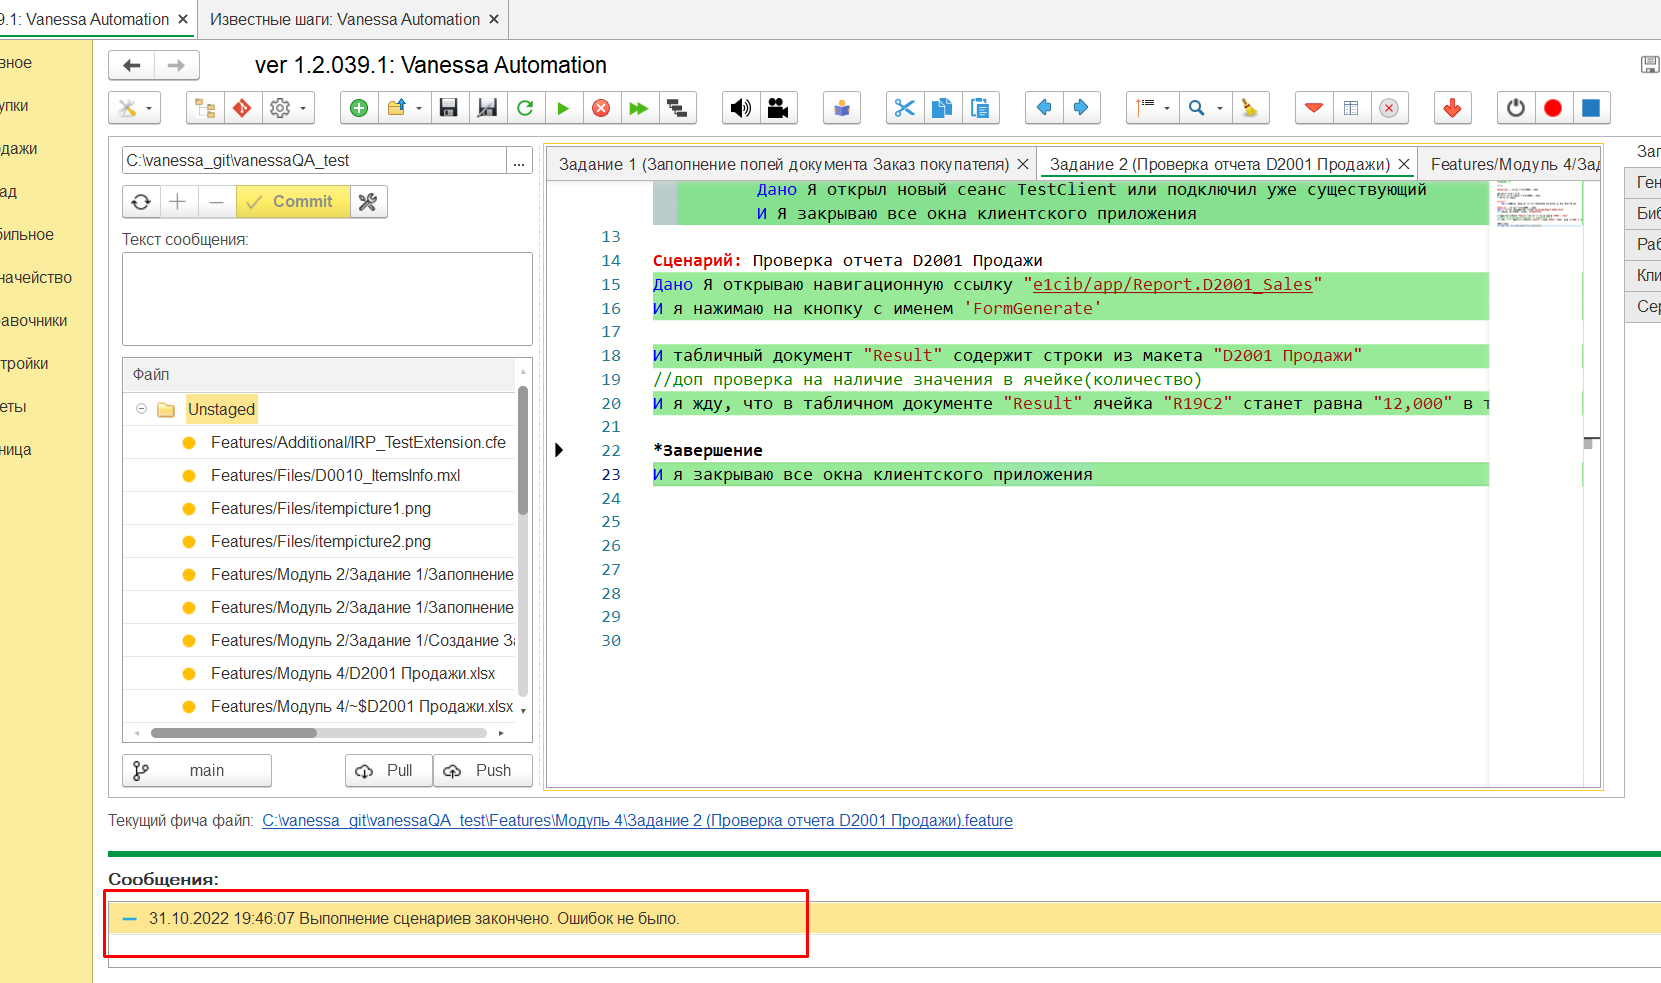 9.1: Vanessa Automation ×
Известные шаги: Vanessa Automation ×
ver 1.2.039.1: Vanessa Automation
вное
упки
дажи
ад
бильное
начейство
авочники
тройки
еты
ница
C:\vanessa_git\vanessaQA_test
...
Commit
Текст сообщения:
Файл
Unstaged
Features/Additional/IRP_TestExtension.cfe
Features/Files/D0010_ItemsInfo.mxl
Features/Files/itempicture1.png
Features/Files/itempicture2.png
Features/Модуль 2/Задание 1/Заполнение
Features/Модуль 2/Задание 1/Заполнение
Features/Модуль 2/Задание 1/Создание За
Features/Модуль 4/D2001 Продажи.xlsx
Features/Модуль 4/~$D2001 Продажи.xlsx
main
Pull
Push
Задание 1 (Заполнение полей документа Заказ покупателя) ×
Задание 2 (Проверка отчета D2001 Продажи) ×
Features/Модуль 4/Зад
Дано Я открыл новый сеанс TestClient или подключил уже существующий
И Я закрываю все окна клиентского приложения
13
14 Сценарий: Проверка отчета D2001 Продажи
15 Дано Я открываю навигационную ссылку "e1cib/app/Report.D2001_Sales"
16 И я нажимаю на кнопку с именем 'FormGenerate'
17
18 И табличный документ "Result" содержит строки из макета "D2001 Продажи"
19 //доп проверка на наличие значения в ячейке(количество)
20 И я жду, что в табличном документе "Result" ячейка "R19C2" станет равна "12,000" в т
21
22 *Завершение
23 И я закрываю все окна клиентского приложения
24
25
26
27
28
29
30
Заг
Ген
Биб
Раб
Кли
Сер
Текущий фича файл: C:\vanessa_git\vanessaQA_test\Features\Модуль 4\Задание 2 (Проверка отчета D2001 Продажи).feature
Сообщения:
31.10.2022 19:46:07 Выполнение сценариев закончено. Ошибок не было.